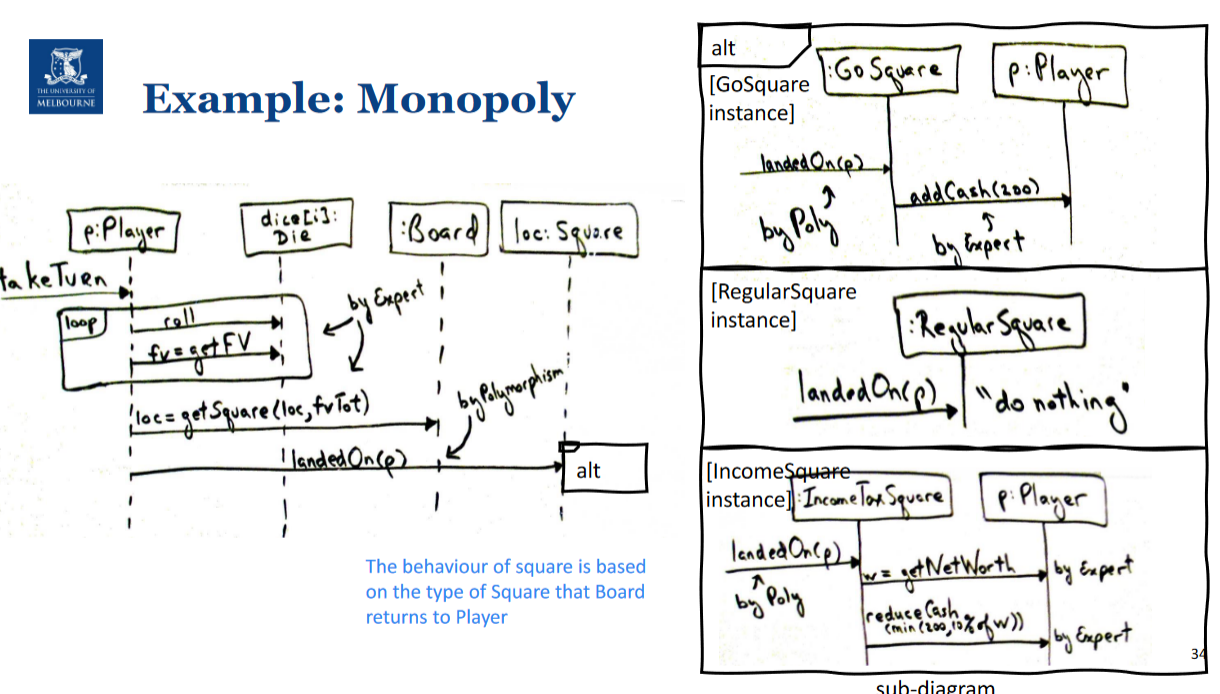 THE UNIVERSITY OF
MELBOURNE
Example: Monopoly
p:Player
dice[i]:
Die
:Board
loc: Square
takeTurn
loop
roll
fv=getFV
by Expert
loc=getSquare(loc,fvTot)
by Polymorphism
landedOn(p)
alt
The behaviour of square is based
on the type of Square that Board
returns to Player
alt
[GoSquare
instance]
:GoSquare
p:Player
landedOn(p)
addCash(200)
by Poly
by Expert
[RegularSquare
instance]
:RegularSquare
landedOn(p)
"do nothing"
[IncomeSquare
instance]
:IncomeTaxSquare
p:Player
landedOn(p)
w = getNetWorth
by Expert
by Poly
reduceCash
(min(200,10% of w))
by Expert
34
sub-diagram